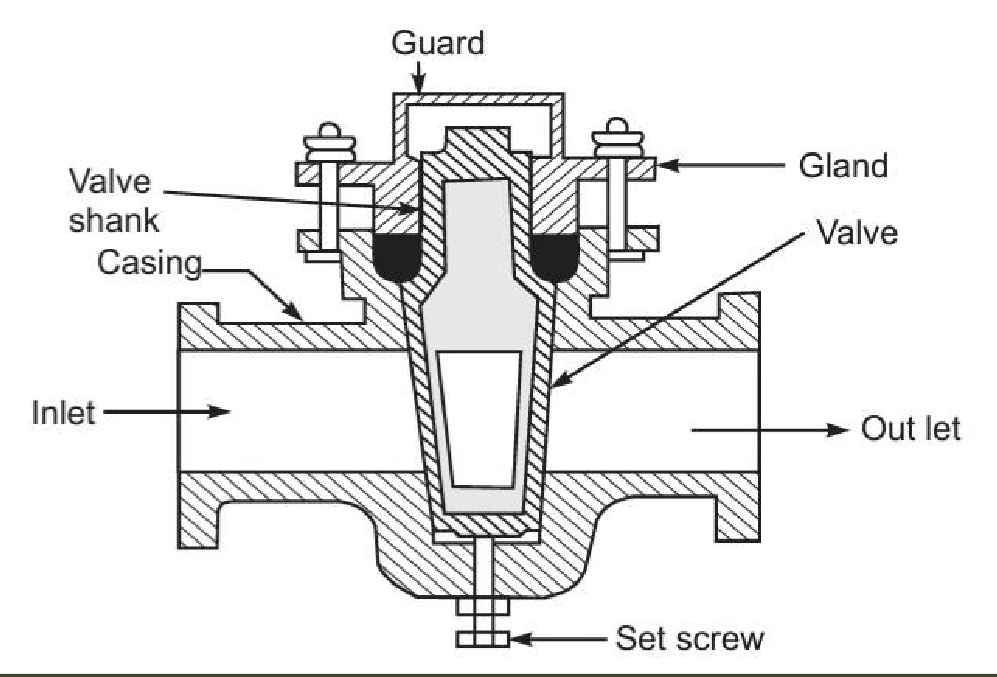 Guard
Gland
Valve
shank
Valve
Casing
Inlet
Out let
Set screw